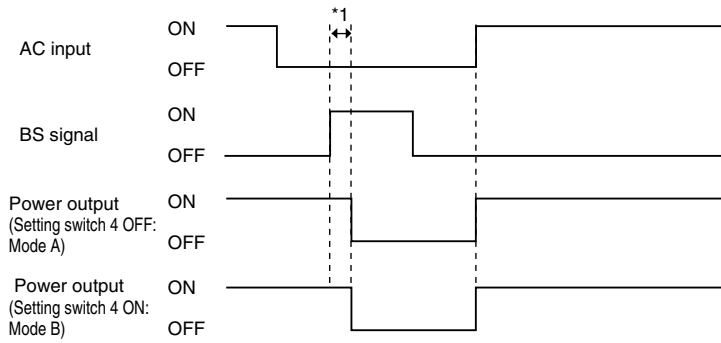 *1
AC input
ON
OFF
BS signal
ON
OFF
Power output
(Setting switch 4 OFF:
Mode A)
ON
OFF
Power output
(Setting switch 4 ON:
Mode B)
ON
OFF